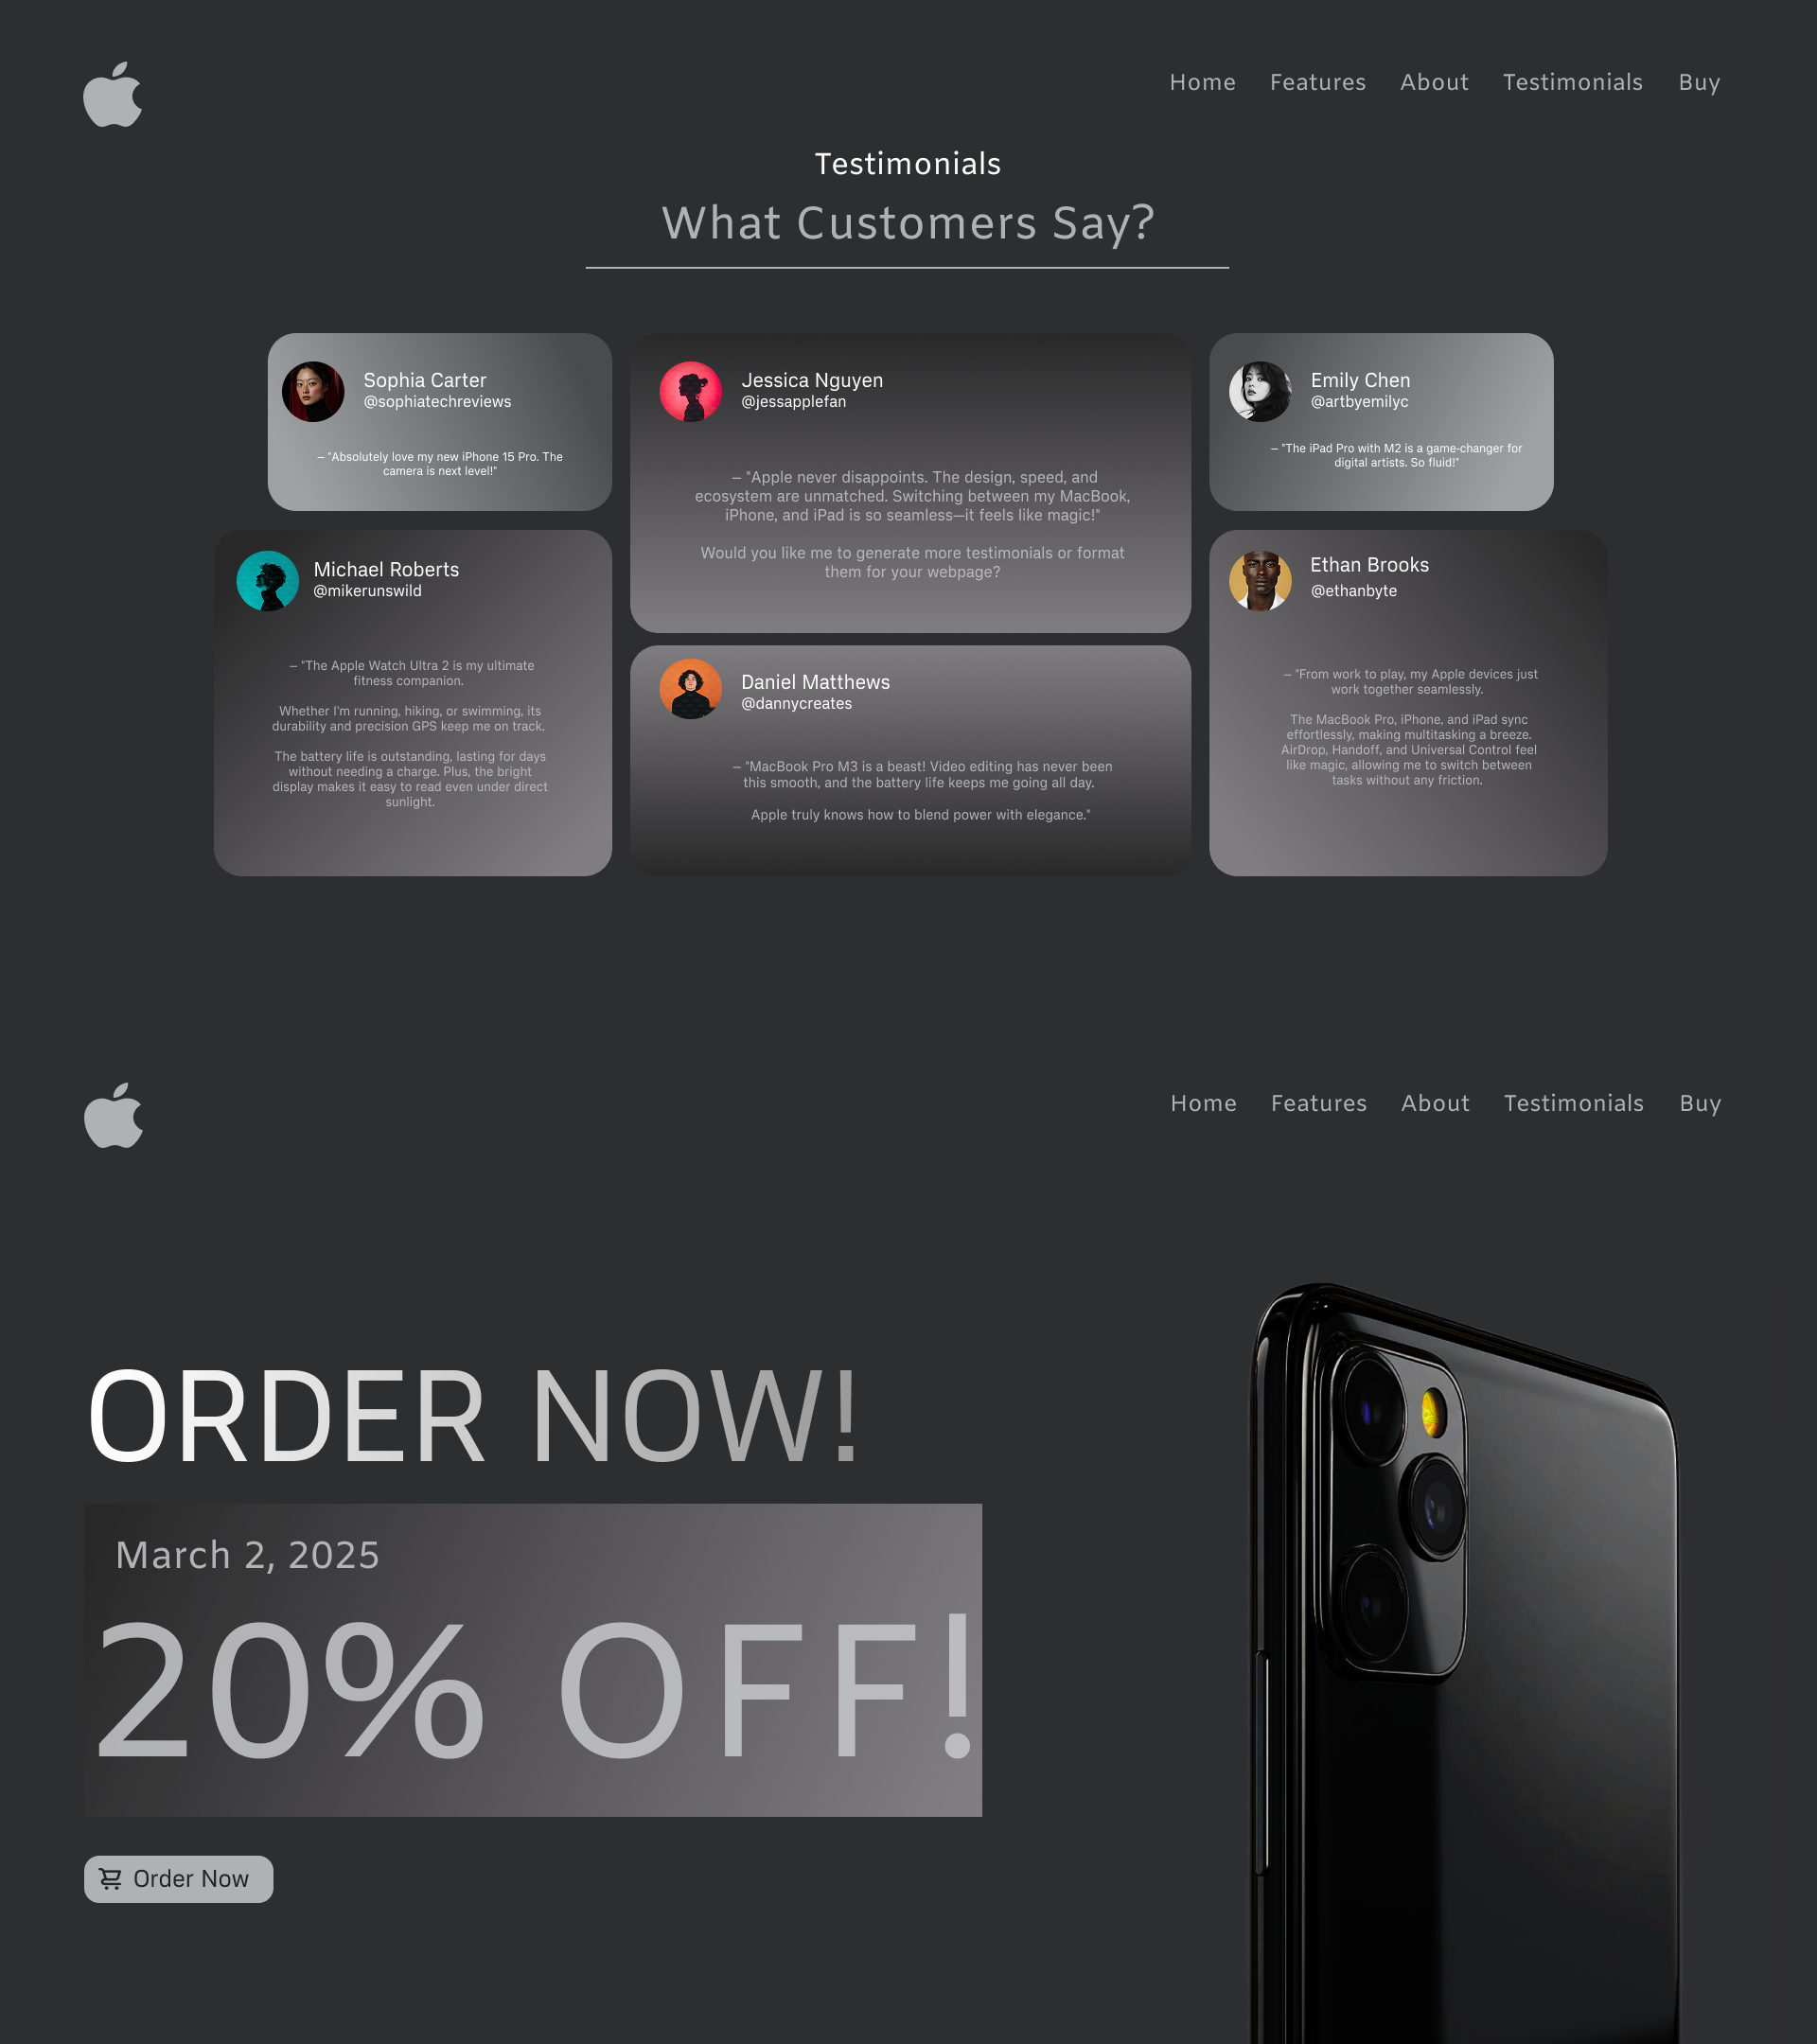 Home Features About Testimonials Buy
Testimonials
What Customers Say?
Sophia Carter
@sophiatechreviews
– "Absolutely love my new iPhone 15 Pro. The
camera is next level!"
Jessica Nguyen
@jessapplefan
– "Apple never disappoints. The design, speed, and
ecosystem are unmatched. Switching between my MacBook,
iPhone, and iPad is so seamless—it feels like magic!"
Would you like me to generate more testimonials or format
them for your webpage?
Emily Chen
@artbyemilyc
– "The iPad Pro with M2 is a game-changer for
digital artists. So fluid!"
Michael Roberts
@mikerunswild
– "The Apple Watch Ultra 2 is my ultimate
fitness companion.
Whether I'm running, hiking, or swimming, its
durability and precision GPS keep me on track.
The battery life is outstanding, lasting for days
without needing a charge. Plus, the bright
display makes it easy to read even under direct
sunlight.
Daniel Matthews
@dannycreates
– "MacBook Pro M3 is a beast! Video editing has never been
this smooth, and the battery life keeps me going all day.
Apple truly knows how to blend power with elegance."
Ethan Brooks
@ethanbyte
– "From work to play, my Apple devices just
work together seamlessly.
The MacBook Pro, iPhone, and iPad sync
effortlessly, making multitasking a breeze.
AirDrop, Handoff, and Universal Control feel
like magic, allowing me to switch between
tasks without any friction.
Home Features About Testimonials Buy
ORDER NOW!
March 2, 2025
20% OFF!
Order Now